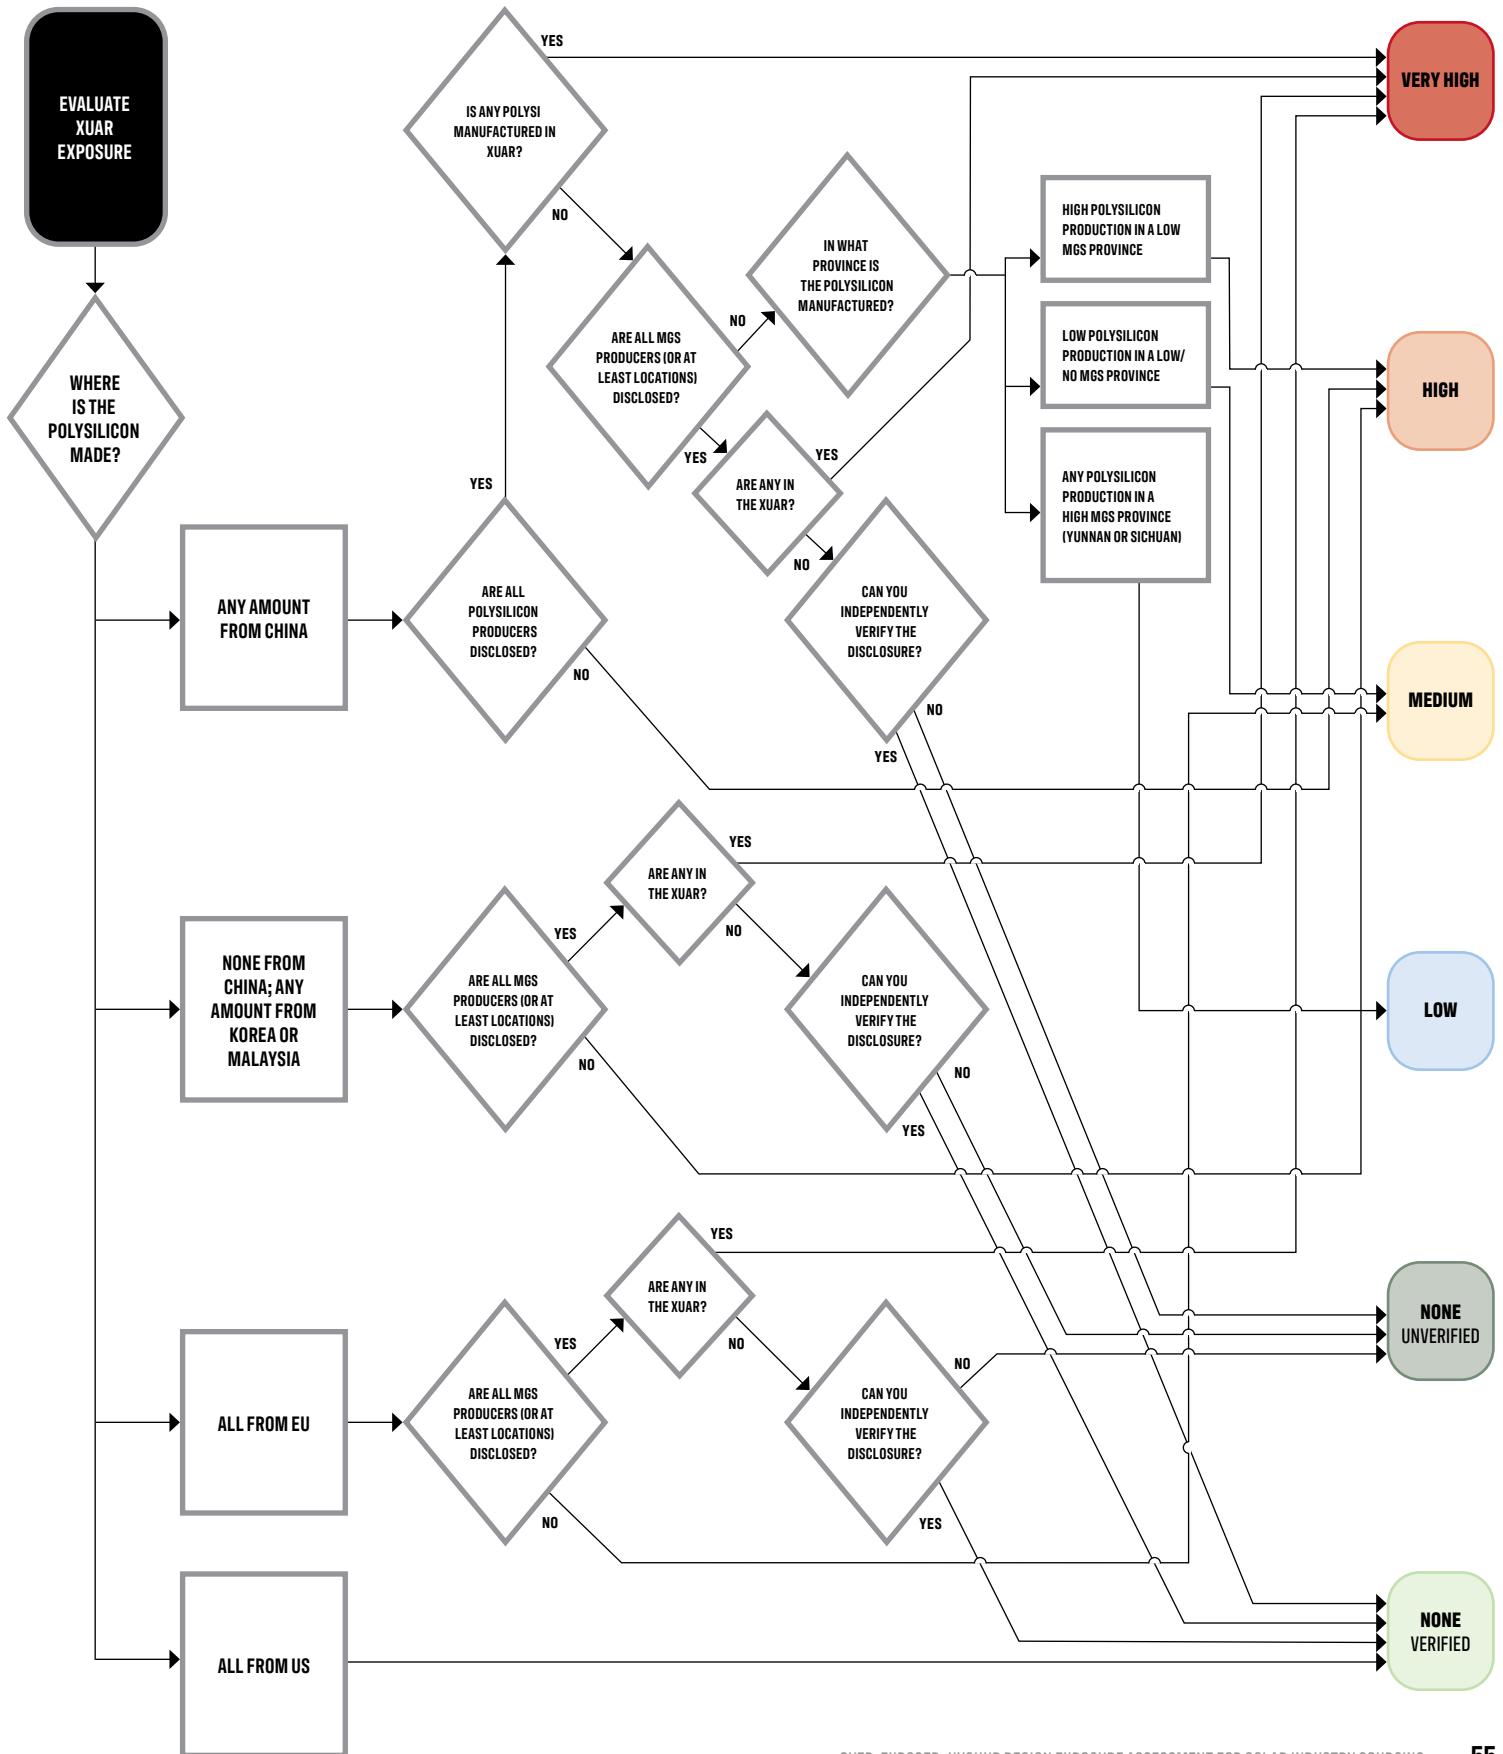 EVALUATE
XUAR
EXPOSURE
WHERE
IS THE
POLYSILICON
MADE?
ANY AMOUNT
FROM CHINA
NONE FROM
CHINA; ANY
AMOUNT FROM
KOREA OR
MALAYSIA
ALL FROM EU
ALL FROM US
IS ANY POLYSI
MANUFACTURED IN
XUAR?
YES
NO
ARE ALL MGS
PRODUCERS (OR AT
LEAST LOCATIONS)
DISCLOSED?
NO
YES
IN WHAT
PROVINCE IS
THE POLYSILICON
MANUFACTURED?
ARE ANY IN
THE XUAR?
YES
NO
HIGH POLYSILICON
PRODUCTION IN A LOW
MGS PROVINCE
LOW POLYSILICON
PRODUCTION IN A LOW/
NO MGS PROVINCE
ANY POLYSILICON
PRODUCTION IN A
HIGH MGS PROVINCE
(YUNNAN OR SICHUAN)
YES
ARE ALL
POLYSILICON
PRODUCERS
DISCLOSED?
NO
CAN YOU
INDEPENDENTLY
VERIFY THE
DISCLOSURE?
NO
YES
ARE ALL MGS
PRODUCERS (OR AT
LEAST LOCATIONS)
DISCLOSED?
YES
NO
ARE ANY IN
THE XUAR?
YES
NO
CAN YOU
INDEPENDENTLY
VERIFY THE
DISCLOSURE?
NO
YES
ARE ALL MGS
PRODUCERS (OR AT
LEAST LOCATIONS)
DISCLOSED?
YES
NO
ARE ANY IN
THE XUAR?
YES
NO
CAN YOU
INDEPENDENTLY
VERIFY THE
DISCLOSURE?
NO
YES
VERY HIGH
HIGH
MEDIUM
LOW
NONE
UNVERIFIED
NONE
VERIFIED
55